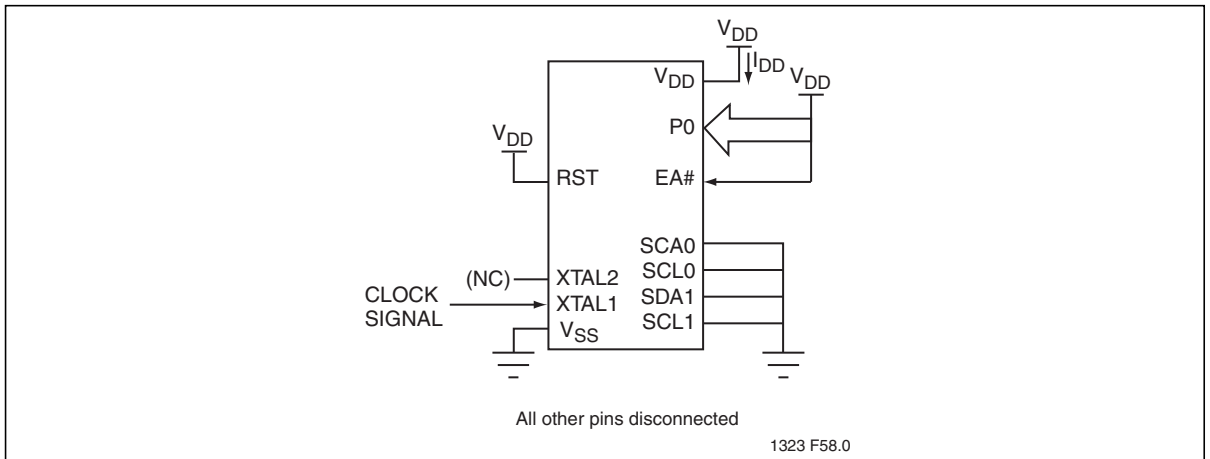 VDD
IDD
VDD
VDD
P0
VDD
RST
EA#
SCA0
SCL0
(NC)
XTAL2
SDA1
CLOCK
SIGNAL
XTAL1
SCL1
VSS
All other pins disconnected
1323 F58.0